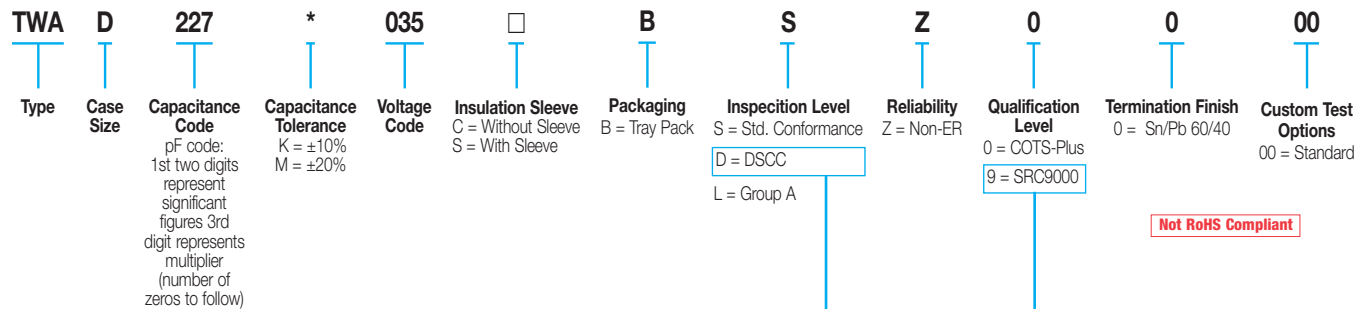 TWA D 227 * 035 □ B S Z 0 0 00
Type
Case
Size
Capacitance
Code
pF code:
1st two digits
represent
significant
figures 3rd
digit represents
multiplier
(number of
zeros to follow)
Capacitance
Tolerance
K = ±10%
M = ±20%
Voltage
Code
Insulation Sleeve
C = Without Sleeve
S = With Sleeve
Packaging
B = Tray Pack
Inspecition Level
S = Std. Conformance
D = DSCC
L = Group A
Reliability
Z = Non-ER
Qualification
Level
0 = COTS-Plus
9 = SRC9000
Termination Finish
0 = Sn/Pb 60/40
Custom Test
Options
00 = Standard
Not RoHS Compliant